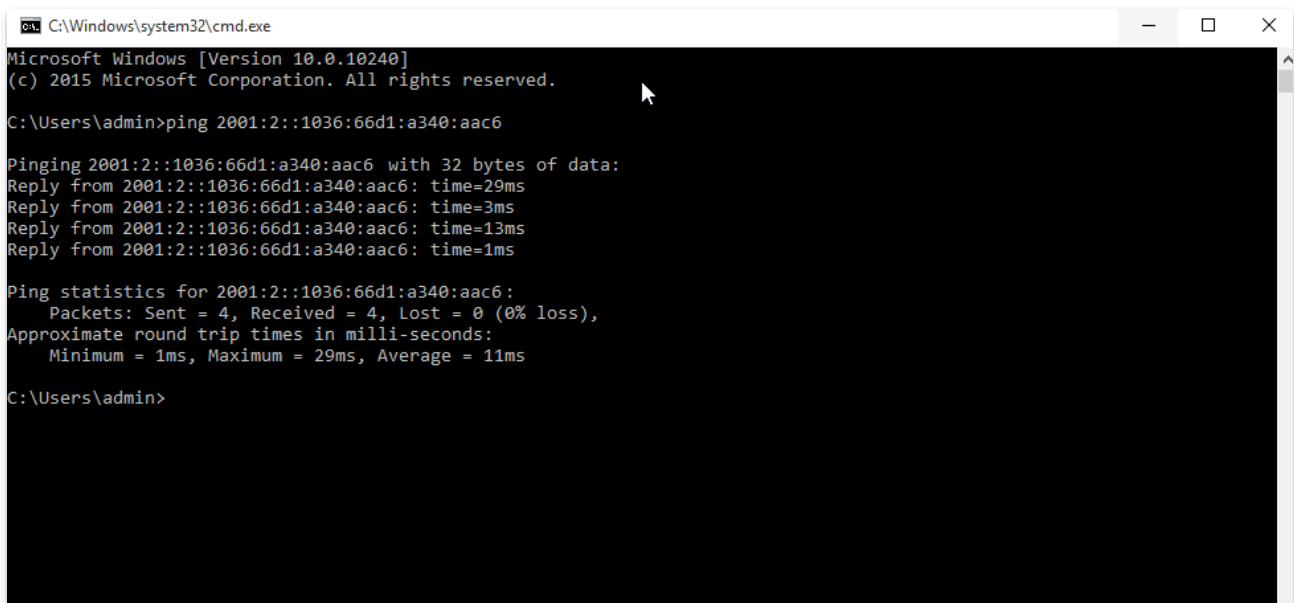 C:\Windows\system32\cmd.exe
Microsoft Windows [Version 10.0.10240]
(c) 2015 Microsoft Corporation. All rights reserved.
C:\Users\admin>ping 2001:2::1036:66d1:a340:aac6
Pinging 2001:2::1036:66d1:a340:aac6 with 32 bytes of data:
Reply from 2001:2::1036:66d1:a340:aac6: time=29ms
Reply from 2001:2::1036:66d1:a340:aac6: time=3ms
Reply from 2001:2::1036:66d1:a340:aac6: time=13ms
Reply from 2001:2::1036:66d1:a340:aac6: time=1ms
Ping statistics for 2001:2::1036:66d1:a340:aac6:
    Packets: Sent = 4, Received = 4, Lost = 0 (0% loss),
Approximate round trip times in milli-seconds:
    Minimum = 1ms, Maximum = 29ms, Average = 11ms
C:\Users\admin>